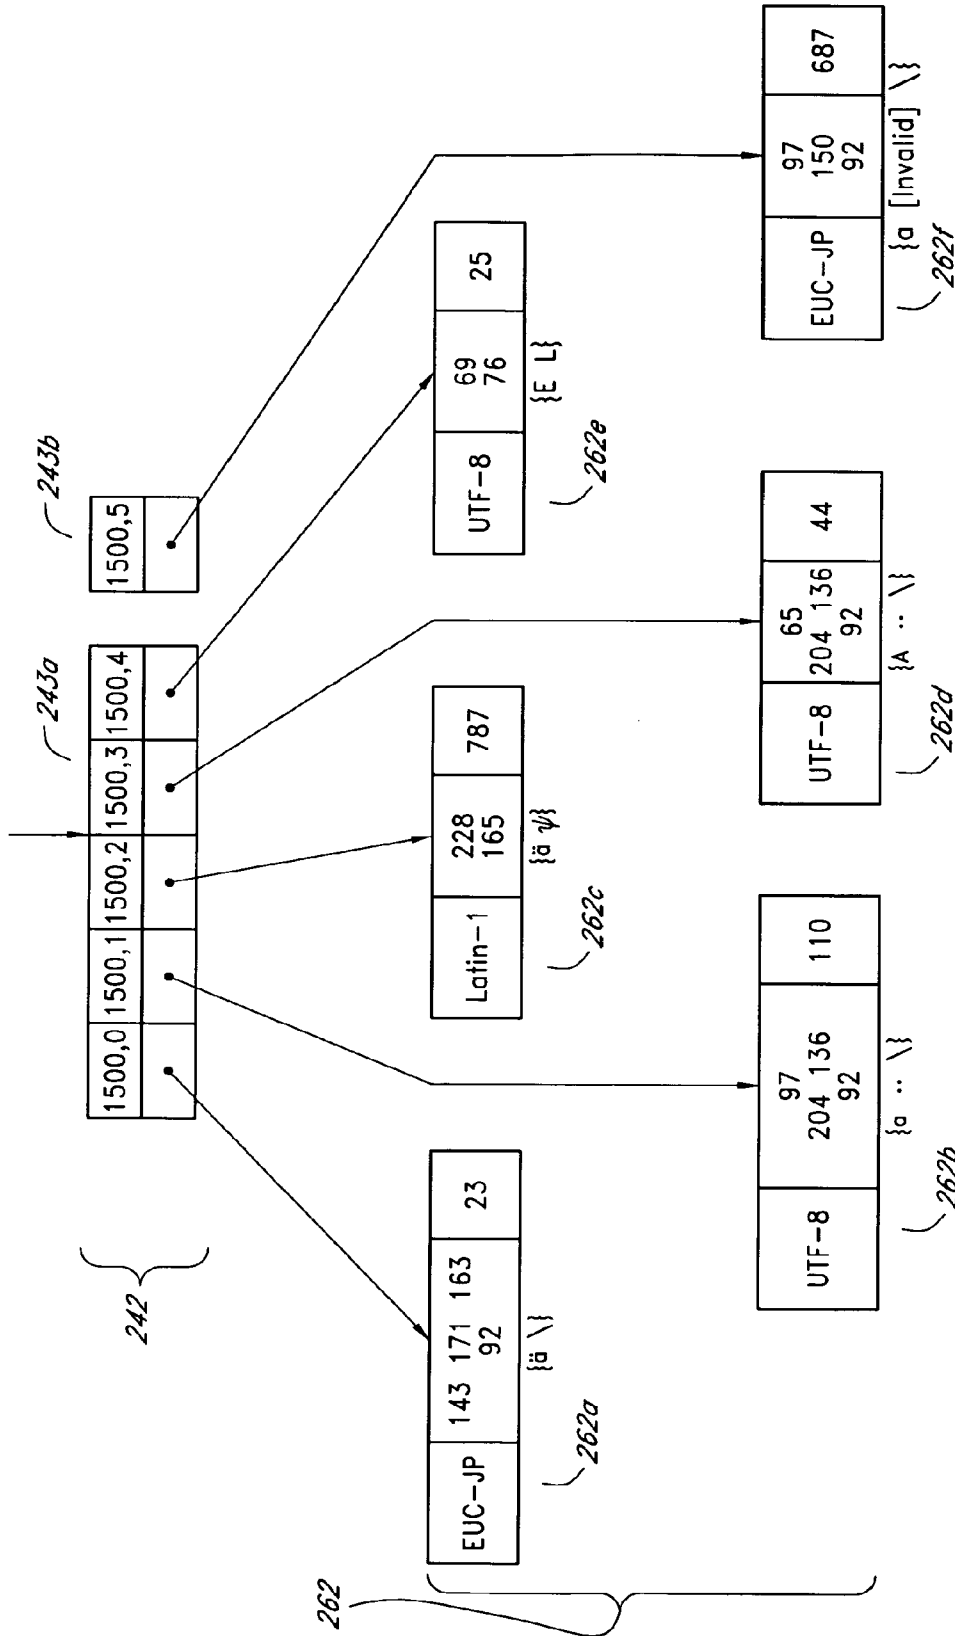 243a
243b
242
1500,0 1500,1 1500,2 1500,3 1500,4
1500,5
262
EUC-JP
143 171 163
92
23
{ä \}
262a
Latin-1
228
165
787
{ä ψ}
262c
UTF-8
69
76
25
{E L}
262e
UTF-8
97
204 136
92
110
{a ¨ \}
262b
UTF-8
65
204 136
92
44
{A ¨ \}
262d
EUC-JP
97
150
92
687
{a [Invalid] \}
262f